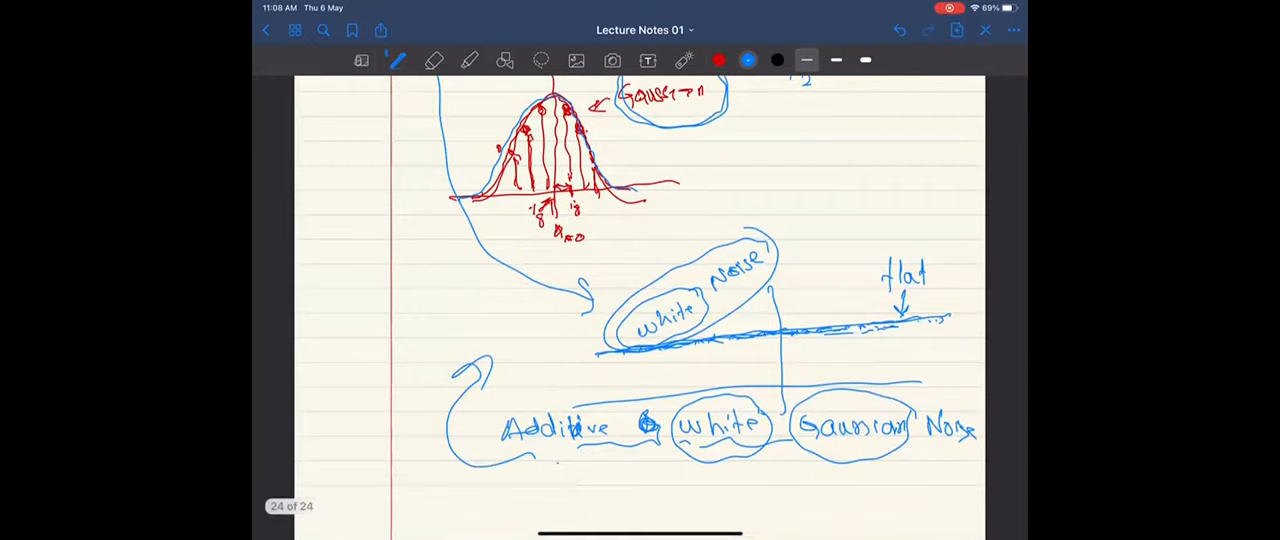 11:08 AM Thu 6 May
69%
Lecture Notes 01
T
Gaussian
White Noise
flat
Additive White Gaussian Noise
24 of 24